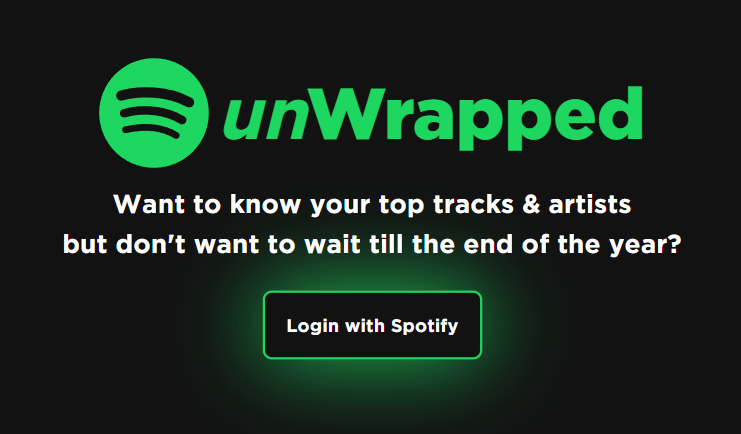 unWrapped
Want to know your top tracks & artists
but don't want to wait till the end of the year?
Login with Spotify